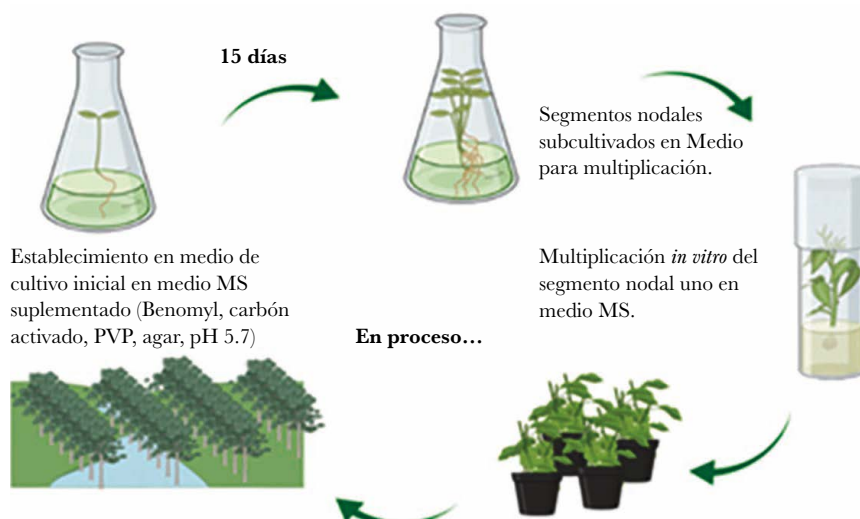 15 días
Segmentos nodales
subcultivados en Medio
para multiplicación.
Establecimiento en medio de
cultivo inicial en medio MS
suplementado (Benomyl, carbón
activado, PVP, agar, pH 5.7)
Multiplicación in vitro del
segmento nodal uno en
medio MS.
En proceso…